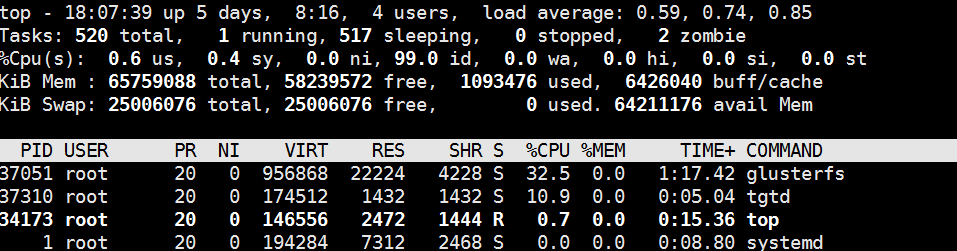 top - 18:07:39 up 5 days,  8:16,  4 users,  load average: 0.59, 0.74, 0.85
Tasks: 520 total,   1 running, 517 sleeping,   0 stopped,   2 zombie
%Cpu(s):  0.6 us,  0.4 sy,  0.0 ni, 99.0 id,  0.0 wa,  0.0 hi,  0.0 si,  0.0 st
KiB Mem : 65759088 total, 58239572 free,  1093476 used,  6426040 buff/cache
KiB Swap: 25006076 total, 25006076 free,        0 used. 64211176 avail Mem
PID USER      PR  NI    VIRT    RES    SHR S  %CPU %MEM     TIME+ COMMAND
37051 root      20   0  956868  22224   4228 S  32.5  0.0   1:17.42 glusterfs
37310 root      20   0  174512   1432   1432 S  10.9  0.0   0:05.04 tgtd
34173 root      20   0  146556   2472   1444 R   0.7  0.0   0:15.36 top
1 root      20   0  194284   7312   2468 S   0.0  0.0   0:08.80 systemd